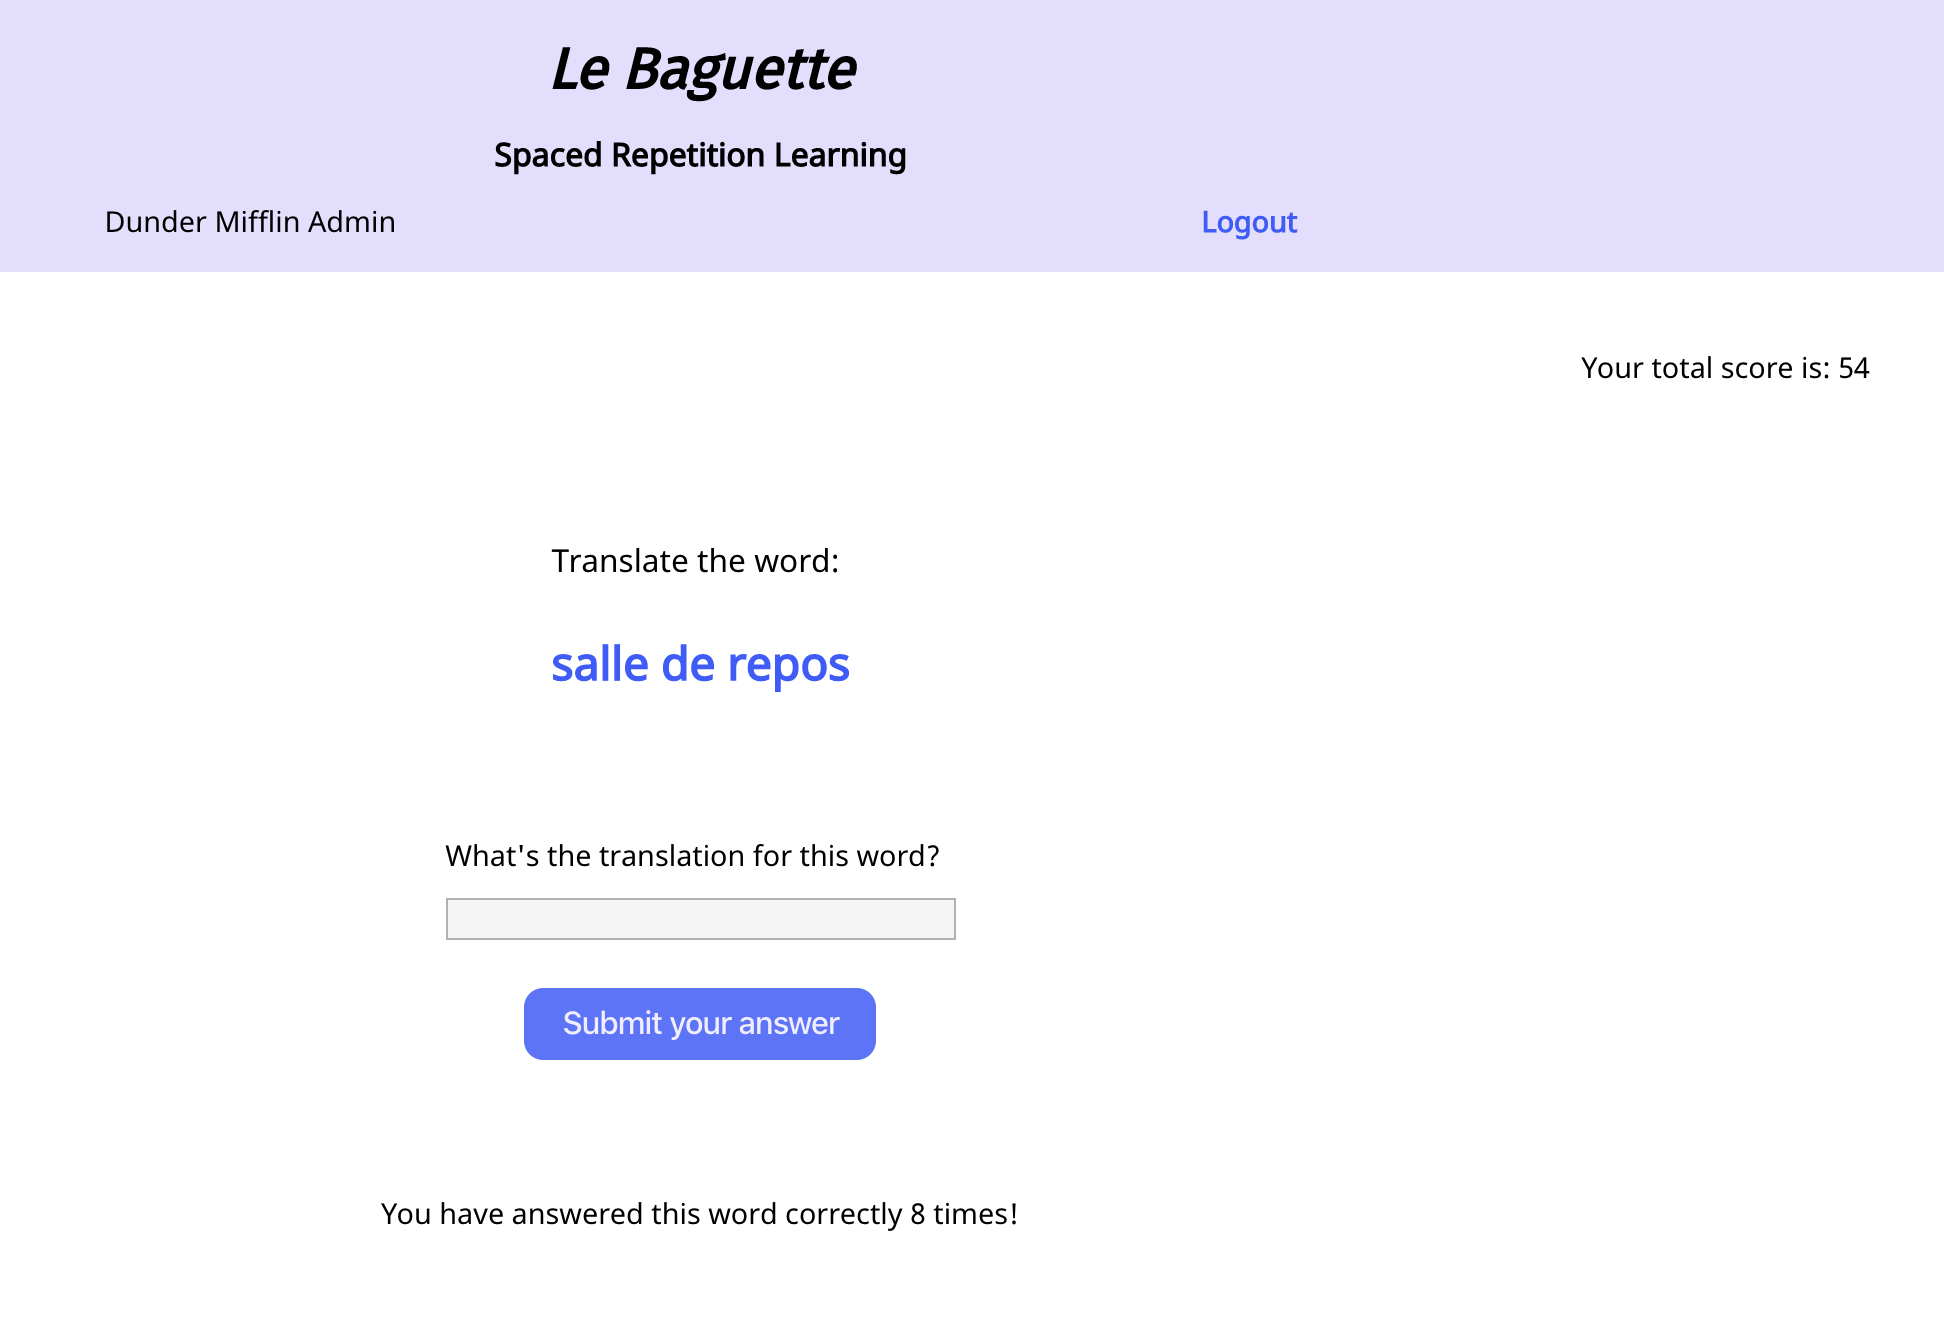 Le Baguette
Spaced Repetition Learning
Dunder Mifflin Admin Logout
Your total score is: 54
Translate the word:
salle de repos
What's the translation for this word?
Submit your answer
You have answered this word correctly 8 times!